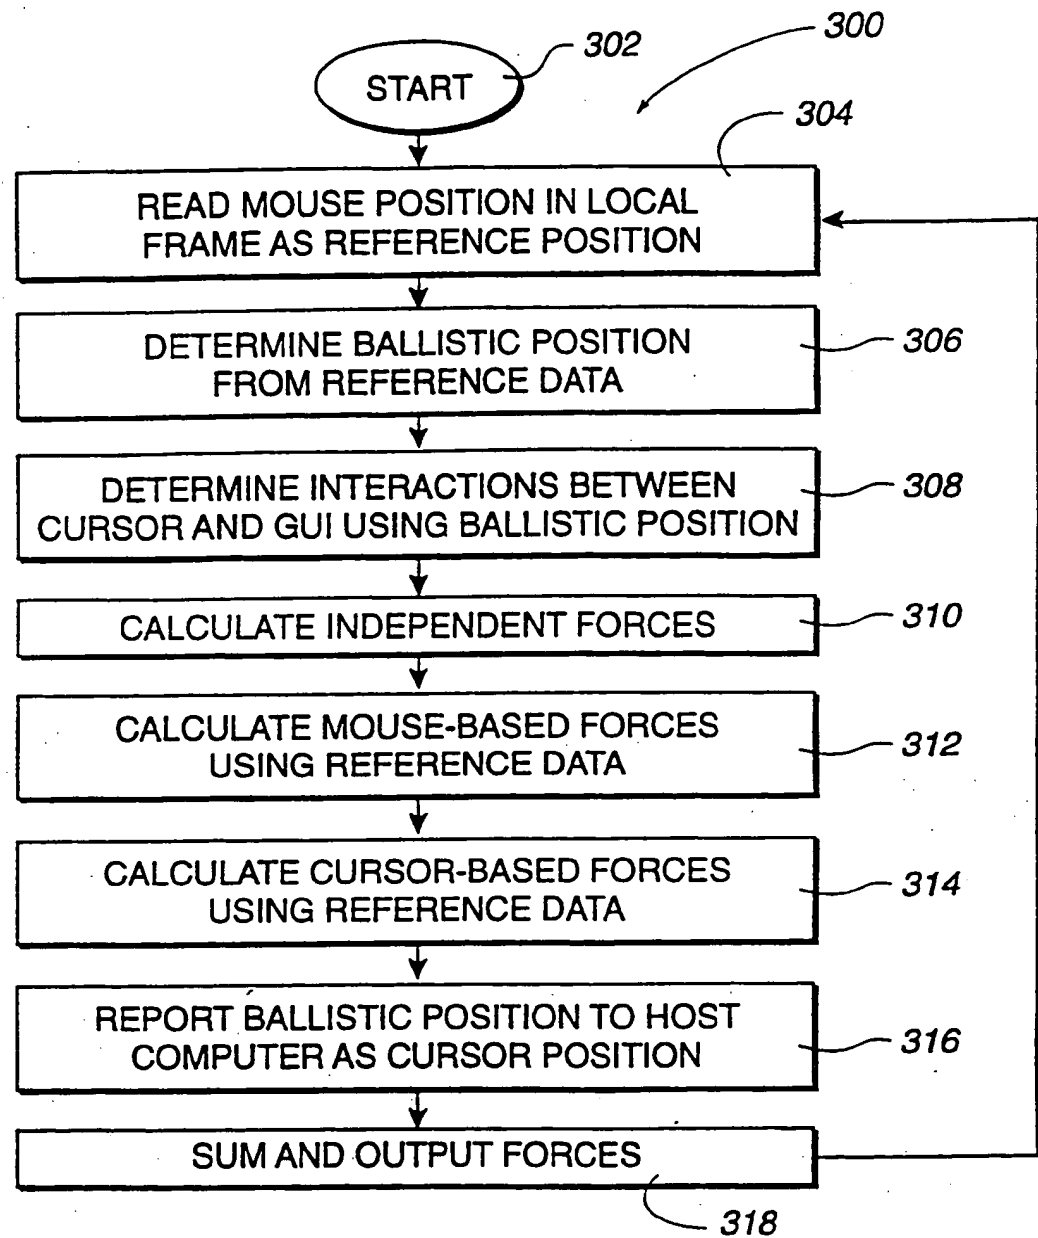 300
302
START
304
READ MOUSE POSITION IN LOCAL
FRAME AS REFERENCE POSITION
DETERMINE BALLISTIC POSITION
FROM REFERENCE DATA
306
DETERMINE INTERACTIONS BETWEEN
CURSOR AND GUI USING BALLISTIC POSITION
308
CALCULATE INDEPENDENT FORCES
310
CALCULATE MOUSE-BASED FORCES
USING REFERENCE DATA
312
CALCULATE CURSOR-BASED FORCES
USING REFERENCE DATA
314
REPORT BALLISTIC POSITION TO HOST
COMPUTER AS CURSOR POSITION
316
SUM AND OUTPUT FORCES
318